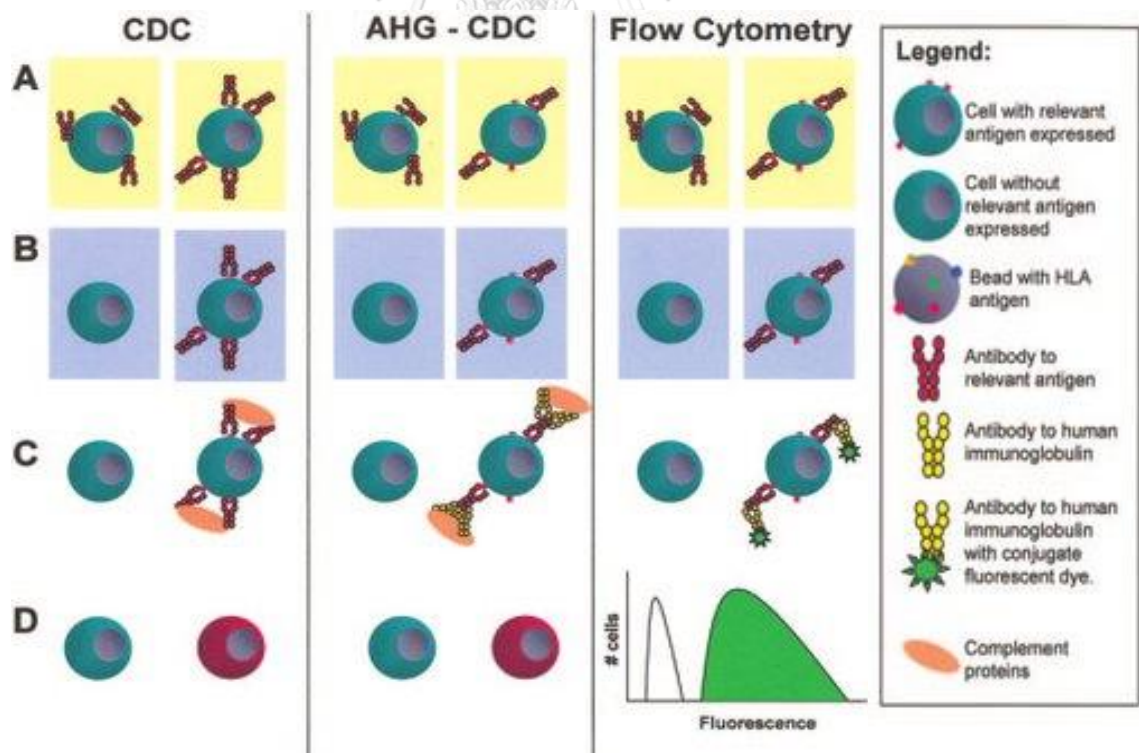 CDC
AHG - CDC
Flow Cytometry
A
B
C
D
# cells
Fluorescence
Legend:
Cell with relevant
antigen expressed
Cell without
relevant antigen
expressed
Bead with HLA
antigen
Antibody to
relevant antigen
Antibody to human
immunoglobulin
Antibody to human
immunoglobulin
with conjugate
fluorescent dye.
Complement
proteins